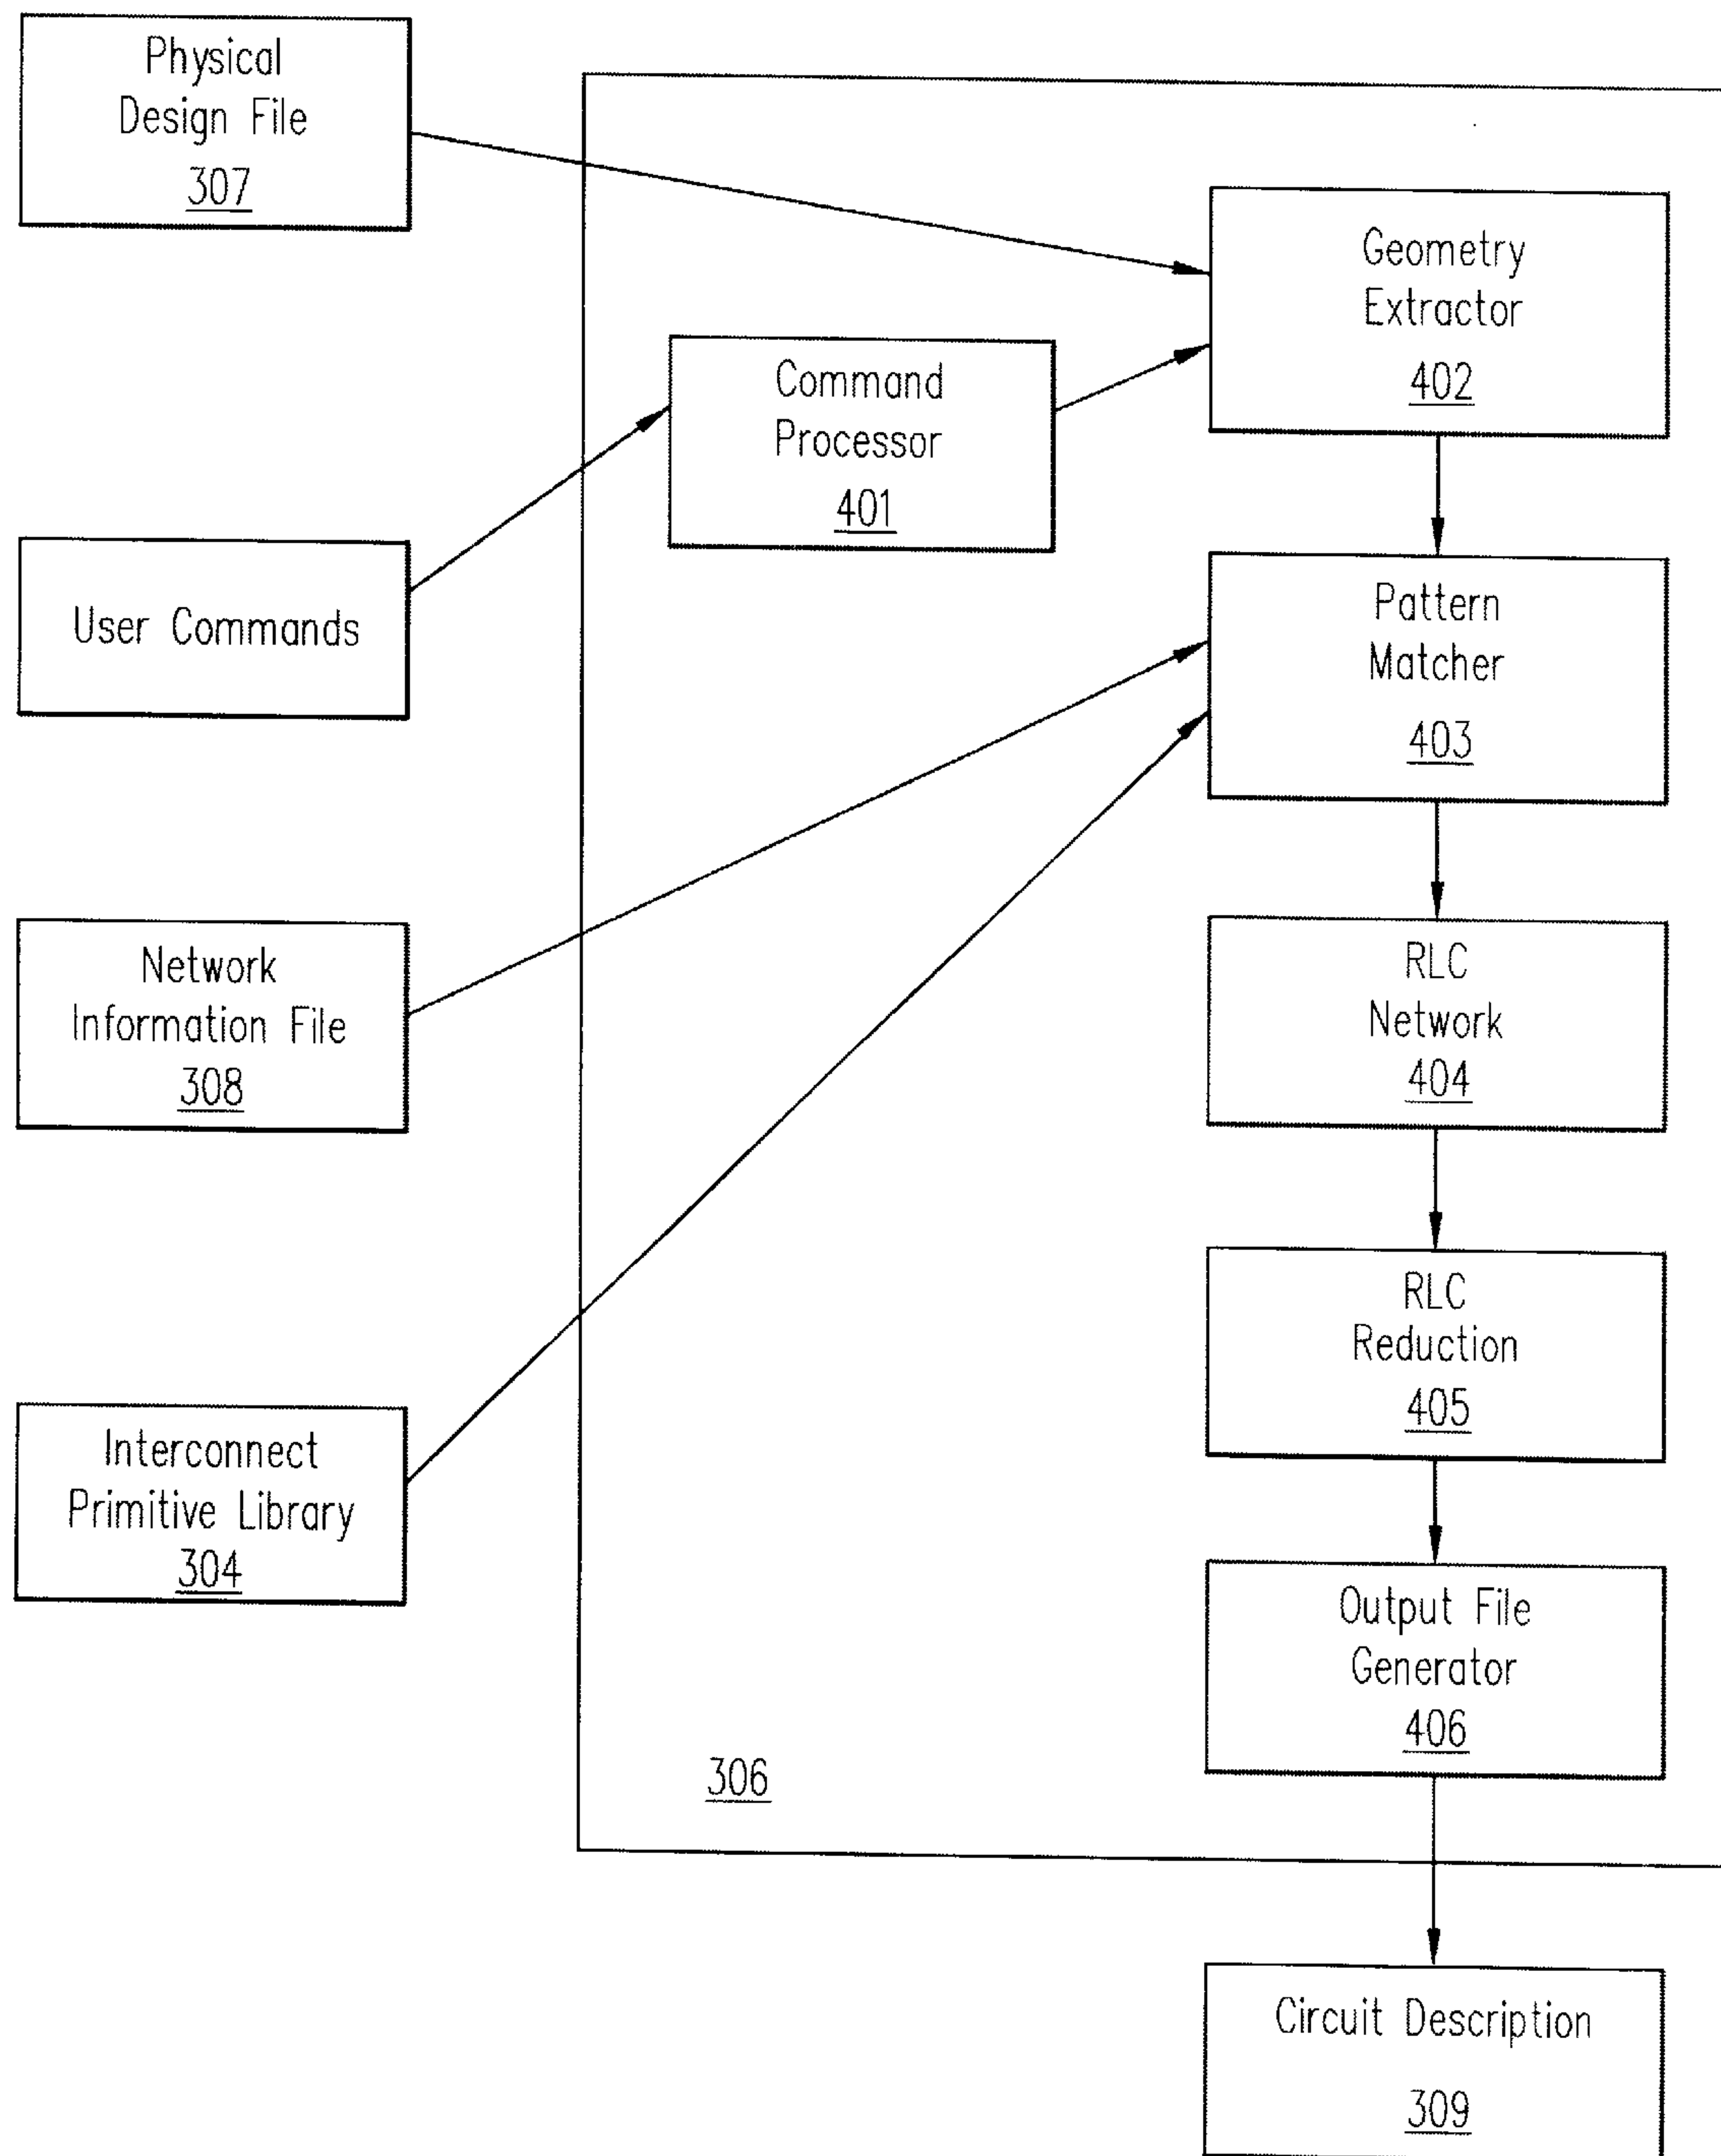 Physical
Design File
307
Geometry
Extractor
402
Command
Processor
401
User Commands
Pattern
Matcher
403
Network
Information File
308
RLC
Network
404
RLC
Reduction
405
Interconnect
Primitive Library
304
Output File
Generator
406
306
Circuit Description
309